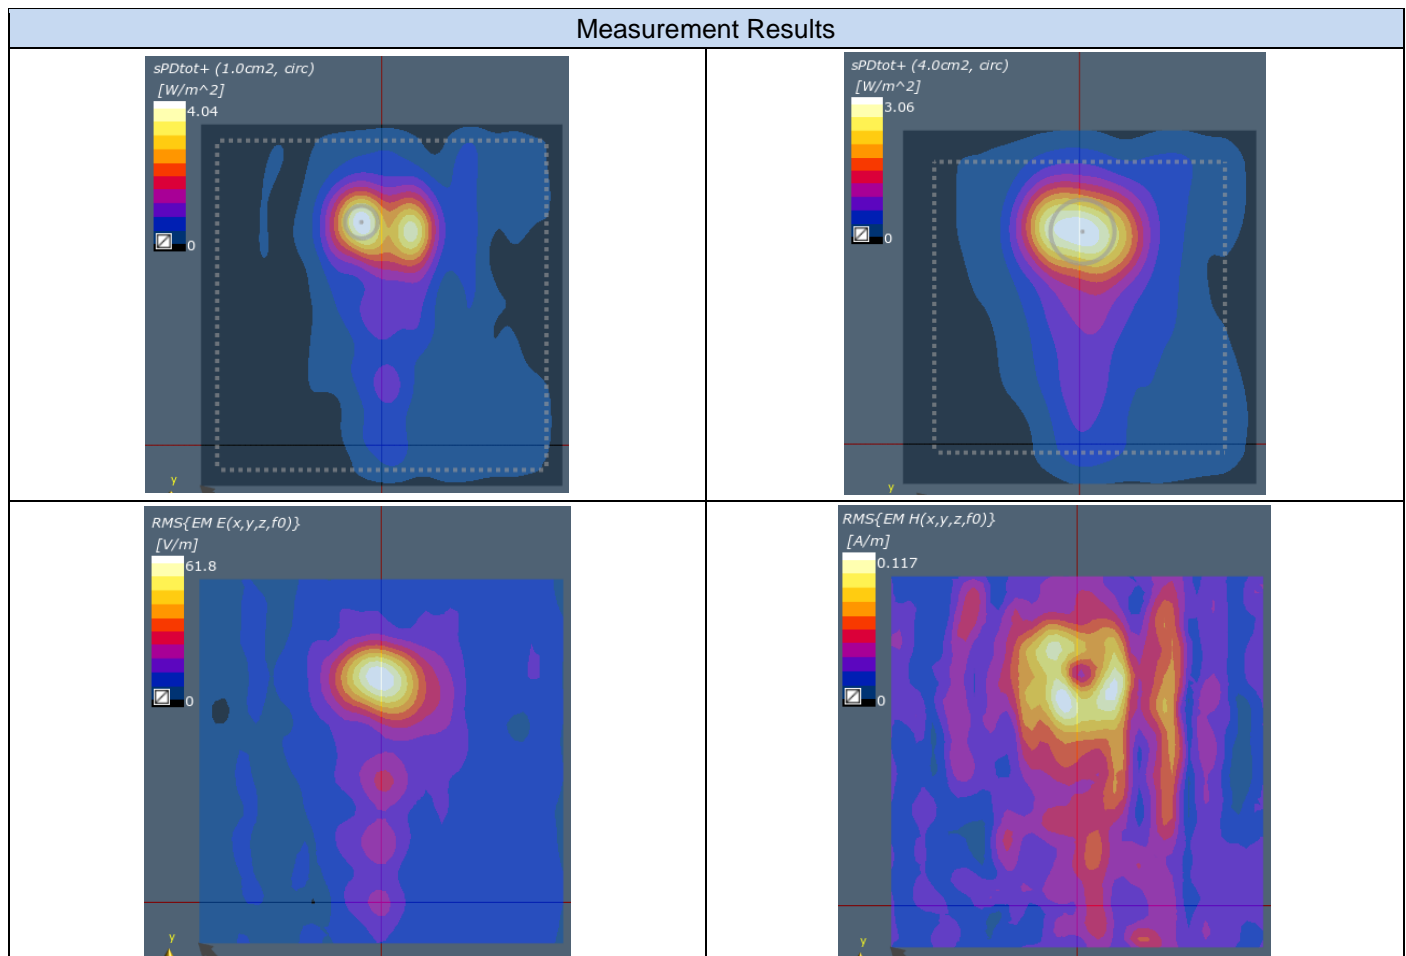 Measurement Results
sPDtot+ (1.0cm2, circ)
[W/m^2]
4.04
0
y
sPDtot+ (4.0cm2, circ)
[W/m^2]
3.06
0
y
RMS{EM E(x,y,z,f0)}
[V/m]
61.8
0
y
RMS{EM H(x,y,z,f0)}
[A/m]
0.117
0
y